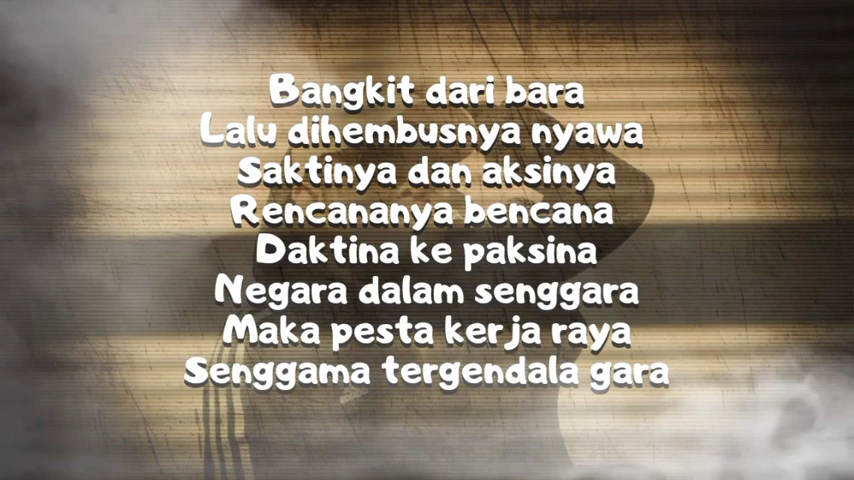 Bangkit dari bara
Lalu dihembusnya nyawa
Saktinya dan aksinya
Rencananya bencana
Daktina ke paksina
Negara dalam senggara
Maka pesta kerja raya
Senggama tergendala gara